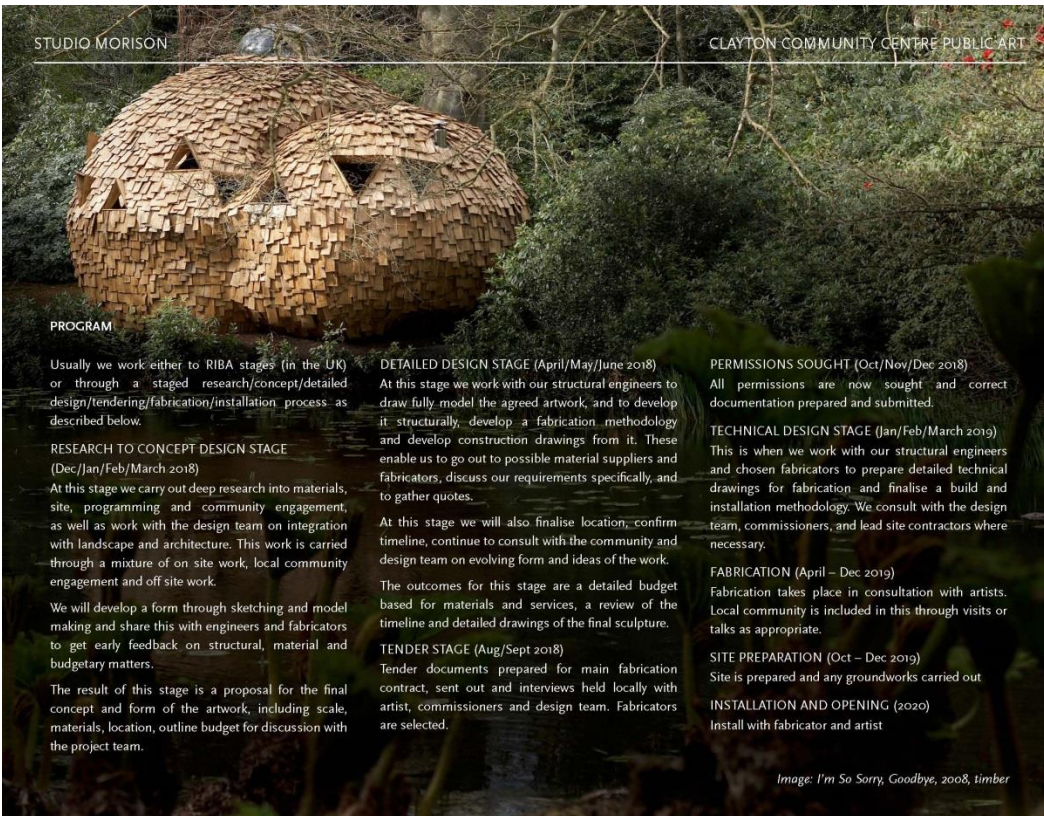 STUDIO MORISON
CLAYTON COMMUNITY CENTRE PUBLIC ART
PROGRAM
Usually we work either to RIBA stages (in the UK)
or through a staged research/concept/detailed
design/tendering/fabrication/installation process as
described below.
RESEARCH TO CONCEPT DESIGN STAGE
(Dec/Jan/Feb/March 2018)
At this stage we carry out deep research into materials,
site, programming and community engagement,
as well as work with the design team on integration
with landscape and architecture. This work is carried
through a mixture of on site work, local community
engagement and off site work.
We will develop a form through sketching and model
making and share this with engineers and fabricators
to get early feedback on structural, material and
budgetary matters.
The result of this stage is a proposal for the final
concept and form of the artwork, including scale,
materials, location, outline budget for discussion with
the project team.
DETAILED DESIGN STAGE (April/May/June 2018)
At this stage we work with our structural engineers to
draw fully model the agreed artwork, and to develop
it structurally, develop a fabrication methodology
and develop construction drawings from it. These
enable us to go out to possible material suppliers and
fabricators, discuss our requirements specifically, and
to gather quotes.
At this stage we will also finalise location, confirm
timeline, continue to consult with the community and
design team on evolving form and ideas of the work.
The outcomes for this stage are a detailed budget
based for materials and services, a review of the
timeline and detailed drawings of the final sculpture.
TENDER STAGE (Aug/Sept 2018)
Tender documents prepared for main fabrication
contract, sent out and interviews held locally with
artist, commissioners and design team. Fabricators
are selected.
PERMISSIONS SOUGHT (Oct/Nov/Dec 2018)
All permissions are now sought and correct
documentation prepared and submitted.
TECHNICAL DESIGN STAGE (Jan/Feb/March 2019)
This is when we work with our structural engineers
and chosen fabricators to prepare detailed technical
drawings for fabrication and finalise a build and
installation methodology. We consult with the design
team, commissioners, and lead site contractors where
necessary.
FABRICATION (April – Dec 2019)
Fabrication takes place in consultation with artists.
Local community is included in this through visits or
talks as appropriate.
SITE PREPARATION (Oct – Dec 2019)
Site is prepared and any groundworks carried out
INSTALLATION AND OPENING (2020)
Install with fabricator and artist
Image: I'm So Sorry, Goodbye, 2008, timber